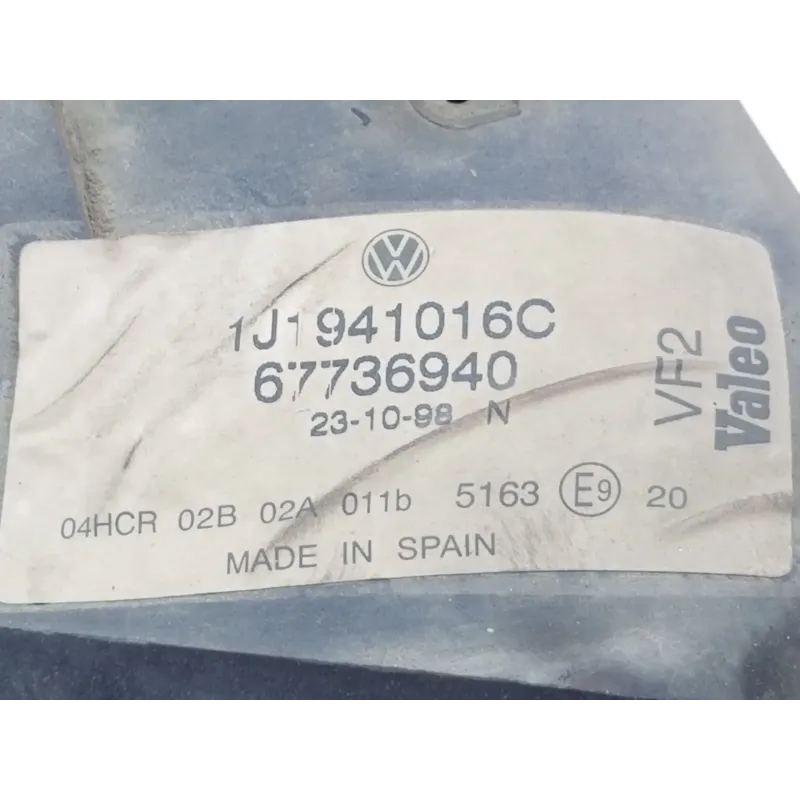 1J1941016C
67736940
23-10-98 N
04HCR 02B 02A 011b 5163 E9 20
MADE IN SPAIN
VF2
Valeo